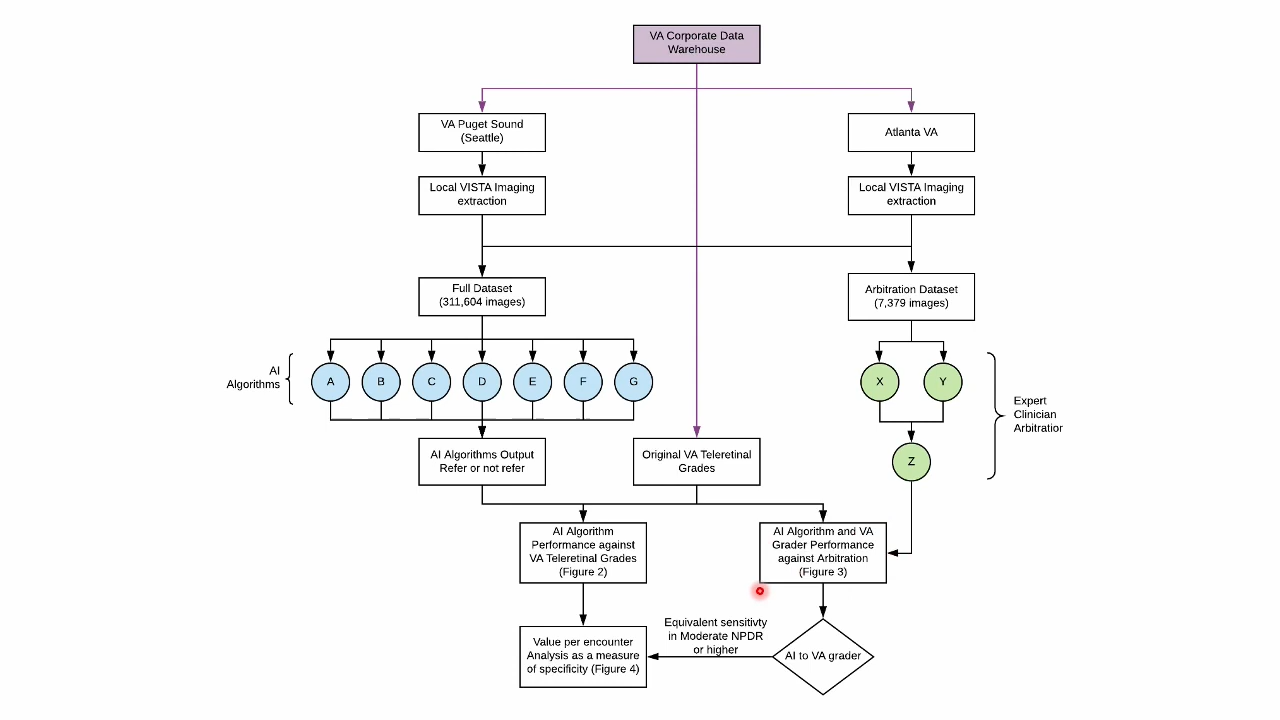 VA Corporate Data
Warehouse
VA Puget Sound
(Seattle)
Atlanta VA
Local VISTA Imaging
extraction
Local VISTA Imaging
extraction
Full Dataset
(311,604 images)
Arbitration Dataset
(7,379 images)
AI
Algorithms
A
B
C
D
E
F
G
X
Y
Expert
Clinician
Arbitratior
Z
AI Algorithms Output
Refer or not refer
Original VA Teleretinal
Grades
AI Algorithm
Performance against
VA Teleretinal Grades
(Figure 2)
AI Algorithm and VA
Grader Performance
against Arbitration
(Figure 3)
Equivalent sensitivty
in Moderate NPDR
or higher
Value per encounter
Analysis as a measure
of specificity (Figure 4)
AI to VA grader